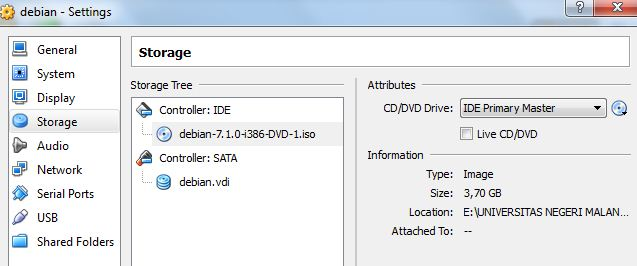 debian - Settings
?
General
System
Display
Storage
Audio
Network
Serial Ports
USB
Shared Folders
Storage
Storage Tree
Controller: IDE
debian-7.1.0-i386-DVD-1.iso
Controller: SATA
debian.vdi
Attributes
CD/DVD Drive: IDE Primary Master
Live CD/DVD
Information
Type: Image
Size: 3,70 GB
Location: E:\UNIVERSITAS NEGERI MALAN...
Attached To: --